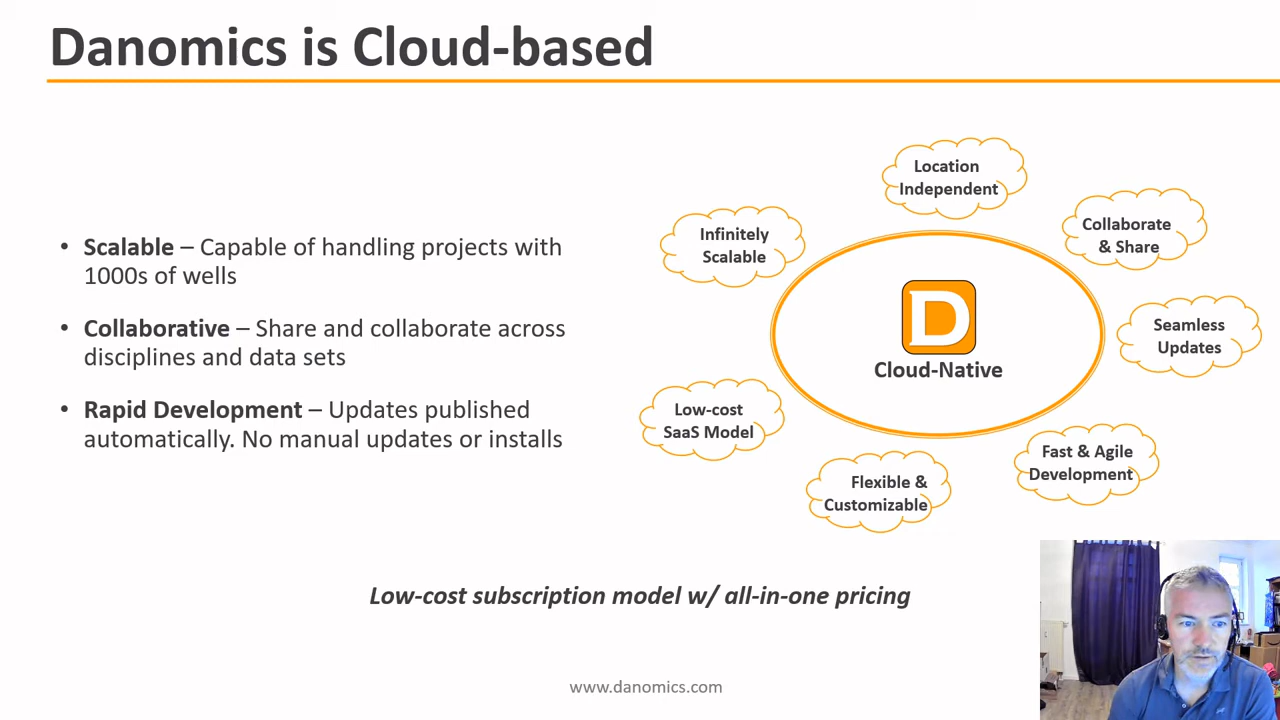 Danomics is Cloud-based
• Scalable – Capable of handling projects with
1000s of wells
• Collaborative – Share and collaborate across
disciplines and data sets
• Rapid Development – Updates published
automatically. No manual updates or installs
Location
Independent
Infinitely
Scalable
Collaborate
& Share
D
Cloud-Native
Seamless
Updates
Low-cost
SaaS Model
Fast & Agile
Development
Flexible &
Customizable
Low-cost subscription model w/ all-in-one pricing
www.danomics.com